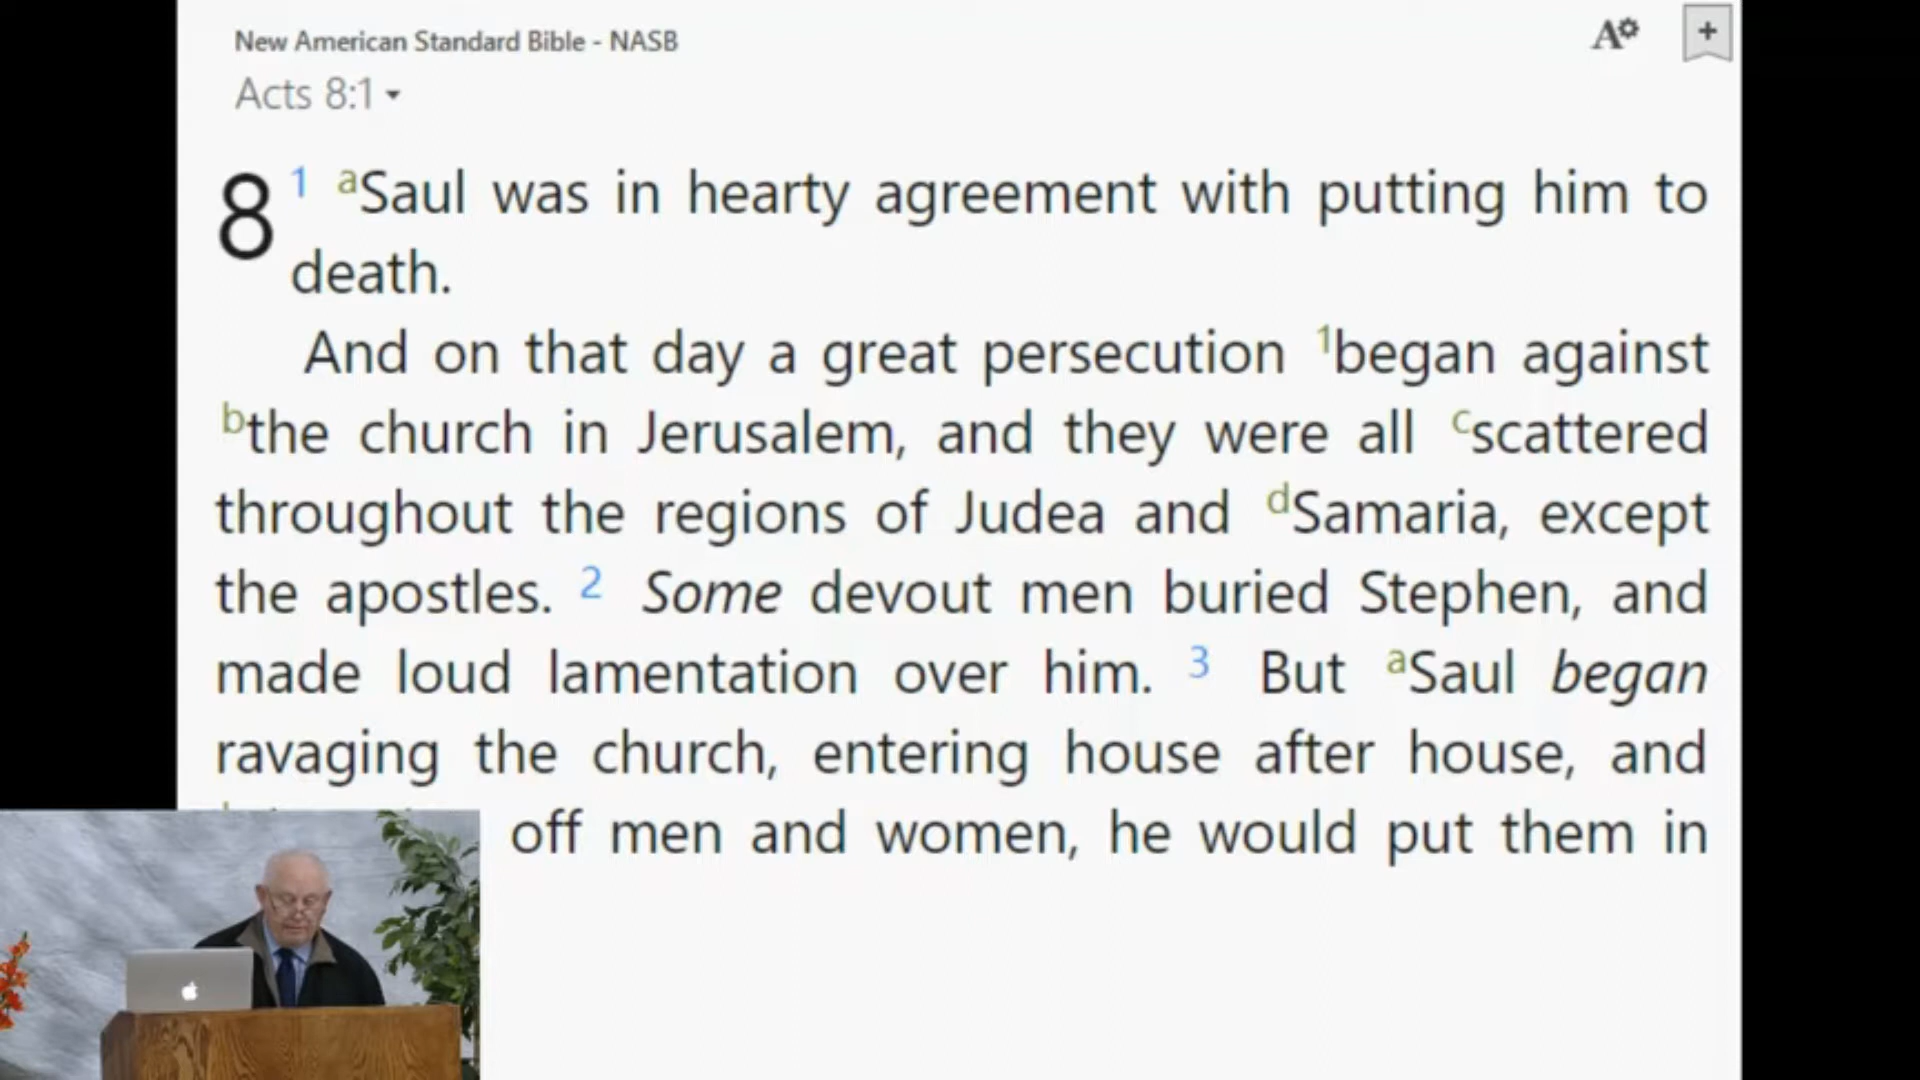 New American Standard Bible - NASB
Acts 8:1
8 1 aSaul was in hearty agreement with putting him to
death.
And on that day a great persecution 1began against
bthe church in Jerusalem, and they were all cscattered
throughout the regions of Judea and dSamaria, except
the apostles. 2 Some devout men buried Stephen, and
made loud lamentation over him. 3 But aSaul began
ravaging the church, entering house after house, and
off men and women, he would put them in